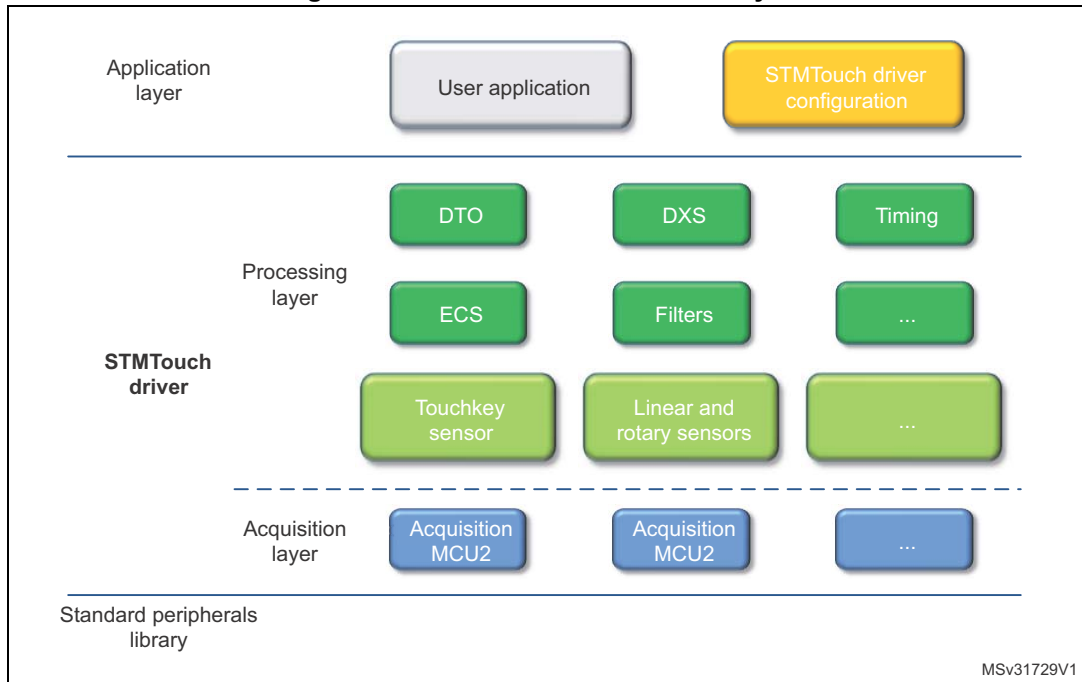 Application
layer
User application
STMTouch driver
configuration
DTO
DXS
Timing
Processing
layer
ECS
Filters
...
STMTouch
driver
Touchkey
sensor
Linear and
rotary sensors
...
Acquisition
layer
Acquisition
MCU2
Acquisition
MCU2
...
Standard peripherals
library
MSv31729V1